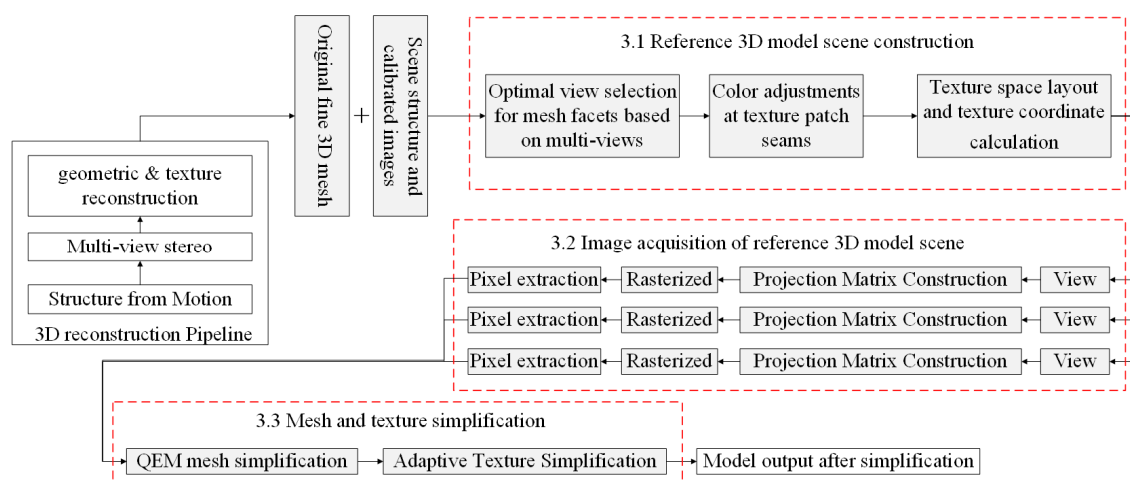 geometric & texture
reconstruction
Multi-view stereo
Structure from Motion
3D reconstruction Pipeline
Original fine 3D mesh
+
Scene structure and
calibrated images
3.1 Reference 3D model scene construction
Optimal view selection
for mesh facets based
on multi-views
Color adjustments
at texture patch
seams
Texture space layout
and texture coordinate
calculation
3.2 Image acquisition of reference 3D model scene
Pixel extraction Rasterized Projection Matrix Construction View
Pixel extraction Rasterized Projection Matrix Construction View
Pixel extraction Rasterized Projection Matrix Construction View
3.3 Mesh and texture simplification
QEM mesh simplification Adaptive Texture Simplification Model output after simplification